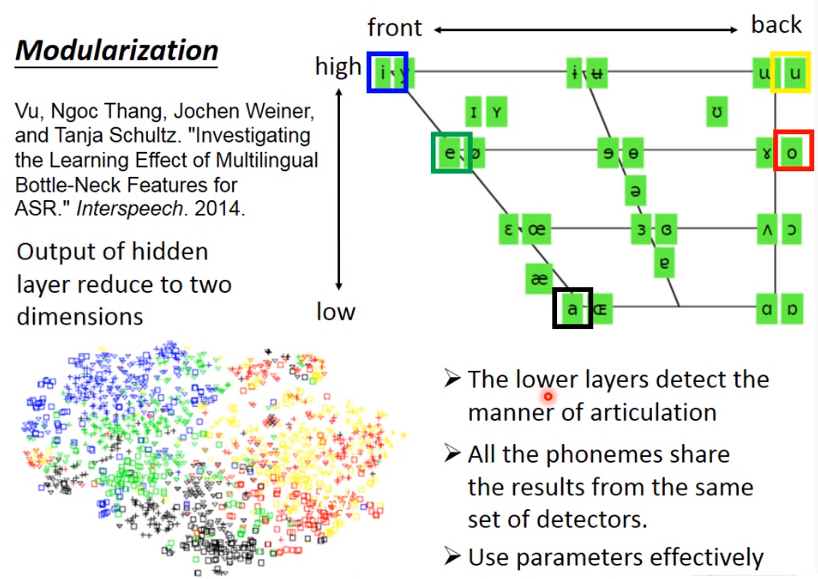 Modularization
Vu, Ngoc Thang, Jochen Weiner,
and Tanja Schultz. "Investigating
the Learning Effect of Multilingual
Bottle-Neck Features for
ASR." Interspeech. 2014.
Output of hidden
layer reduce to two
dimensions
front
back
high
low
i y ɨ ʉ ɯ u
ɪ ʏ ʊ
e ø ɘ ɵ ɤ o
ə
ɛ œ ɜ ɞ ʌ ɔ
æ ɐ
a ɶ ɑ ɒ
➢ The lower layers detect the
manner of articulation
➢ All the phonemes share
the results from the same
set of detectors.
➢ Use parameters effectively